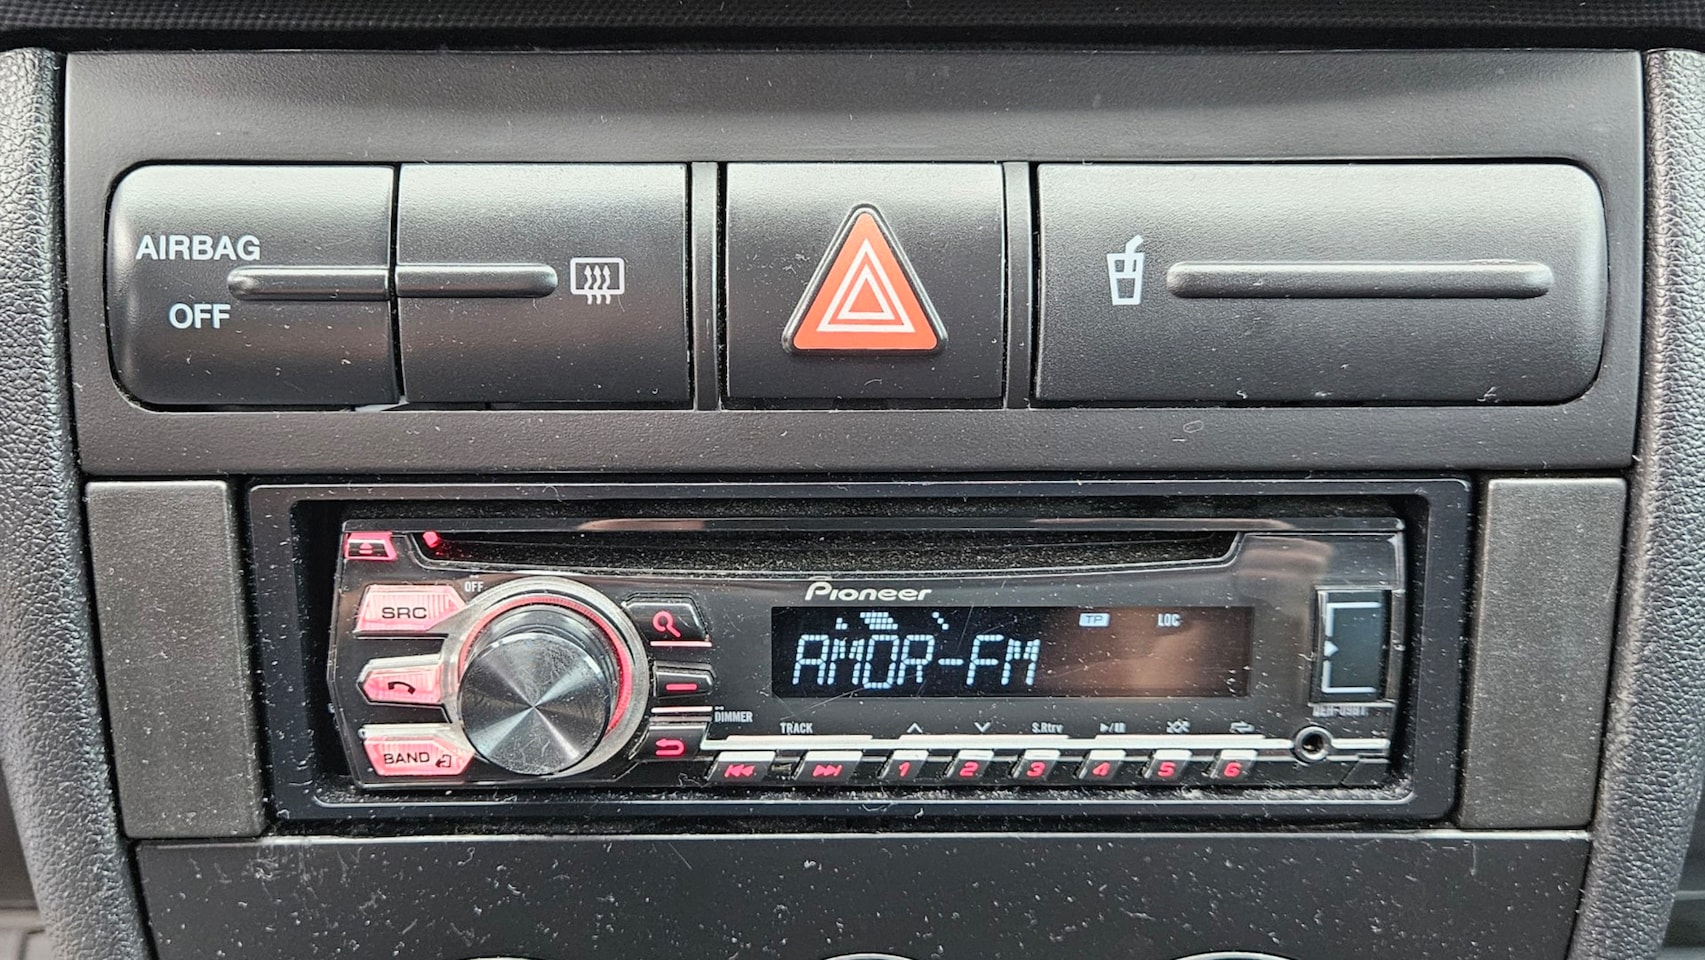 AIRBAG
OFF
OFF
SRC
BAND
Pioneer
AMOR-FM
TP
LOC
DIMMER
TRACK
S.Rtrv
1 2 3 4 5 6